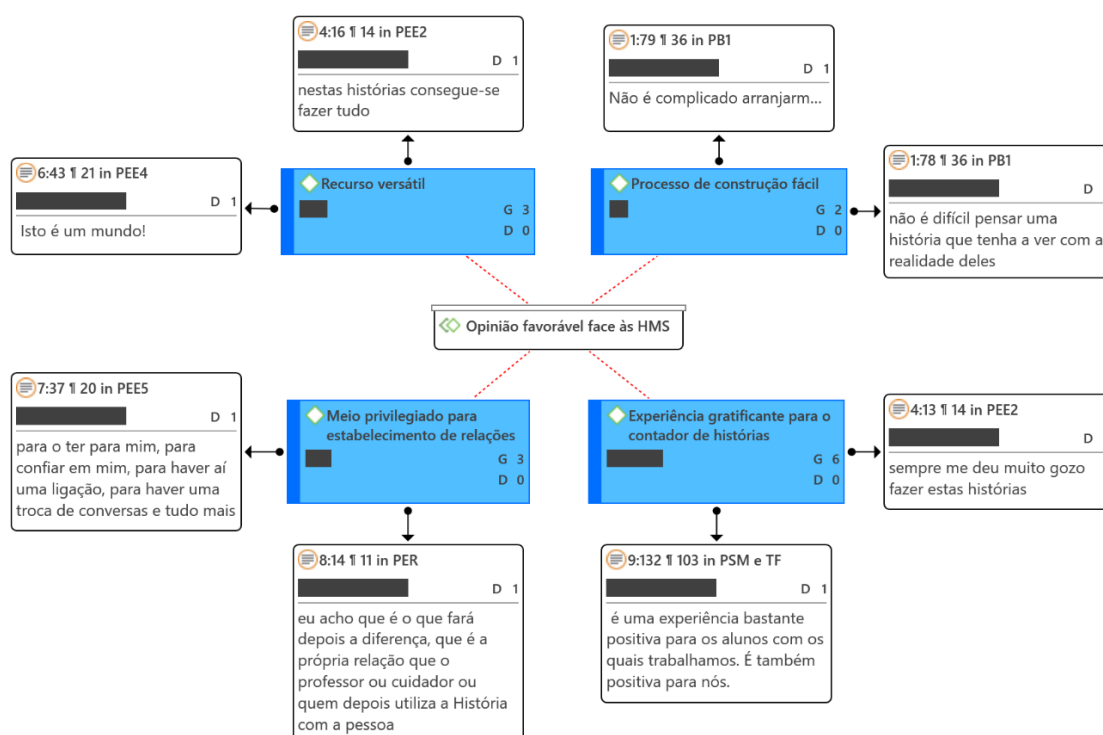 4:16 ¶ 14 in PEE2
D 1
nestas histórias consegue-se
fazer tudo
1:79 ¶ 36 in PB1
D 1
Não é complicado arranjarm...
6:43 ¶ 21 in PEE4
D 1
Isto é um mundo!
Recurso versátil
G 3
D 0
Processo de construção fácil
G 2
D 0
1:78 ¶ 36 in PB1
D
não é difícil pensar uma
história que tenha a ver com a
realidade deles
Opinião favorável face às HMS
7:37 ¶ 20 in PEE5
D 1
para o ter para mim, para
confiar em mim, para haver aí
uma ligação, para haver uma
troca de conversas e tudo mais
Meio privilegiado para
estabelecimento de relações
G 3
D 0
Experiência gratificante para o
contador de histórias
G 6
D 0
4:13 ¶ 14 in PEE2
D
sempre me deu muito gozo
fazer estas histórias
8:14 ¶ 11 in PER
D 1
eu acho que é o que fará
depois a diferença, que é a
própria relação que o
professor ou cuidador ou
quem depois utiliza a História
com a pessoa
9:132 ¶ 103 in PSM e TF
D 1
é uma experiência bastante
positiva para os alunos com os
quais trabalhamos. É também
positiva para nós.